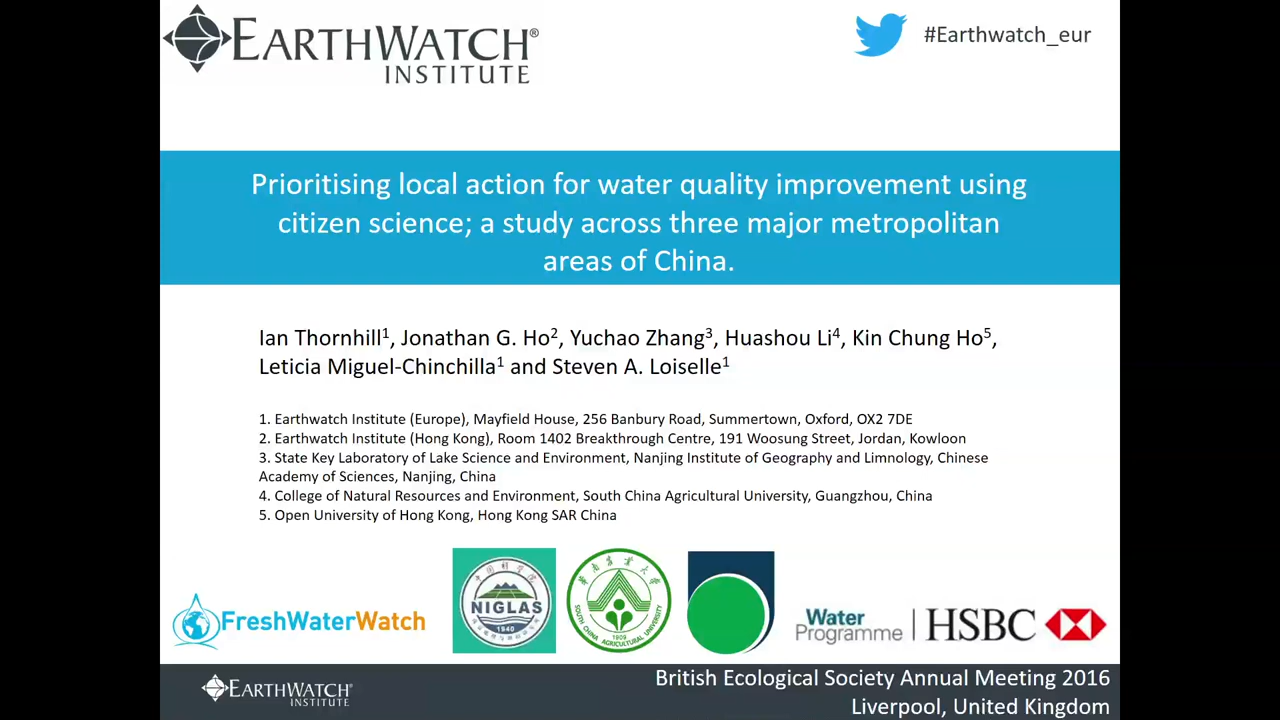 EARTHWATCH®
INSTITUTE
#Earthwatch_eur
Prioritising local action for water quality improvement using
citizen science; a study across three major metropolitan
areas of China.
Ian Thornhill1, Jonathan G. Ho2, Yuchao Zhang3, Huashou Li4, Kin Chung Ho5,
Leticia Miguel-Chinchilla1 and Steven A. Loiselle1
1. Earthwatch Institute (Europe), Mayfield House, 256 Banbury Road, Summertown, Oxford, OX2 7DE
2. Earthwatch Institute (Hong Kong), Room 1402 Breakthrough Centre, 191 Woosung Street, Jordan, Kowloon
3. State Key Laboratory of Lake Science and Environment, Nanjing Institute of Geography and Limnology, Chinese
Academy of Sciences, Nanjing, China
4. College of Natural Resources and Environment, South China Agricultural University, Guangzhou, China
5. Open University of Hong Kong, Hong Kong SAR China
FreshWaterWatch
中国科学院
NIGLAS
1940
SOUTH CHINA AGRICULTURAL UNIVERSITY
1909
Water
Programme
HSBC
EARTHWATCH
INSTITUTE
British Ecological Society Annual Meeting 2016
Liverpool, United Kingdom